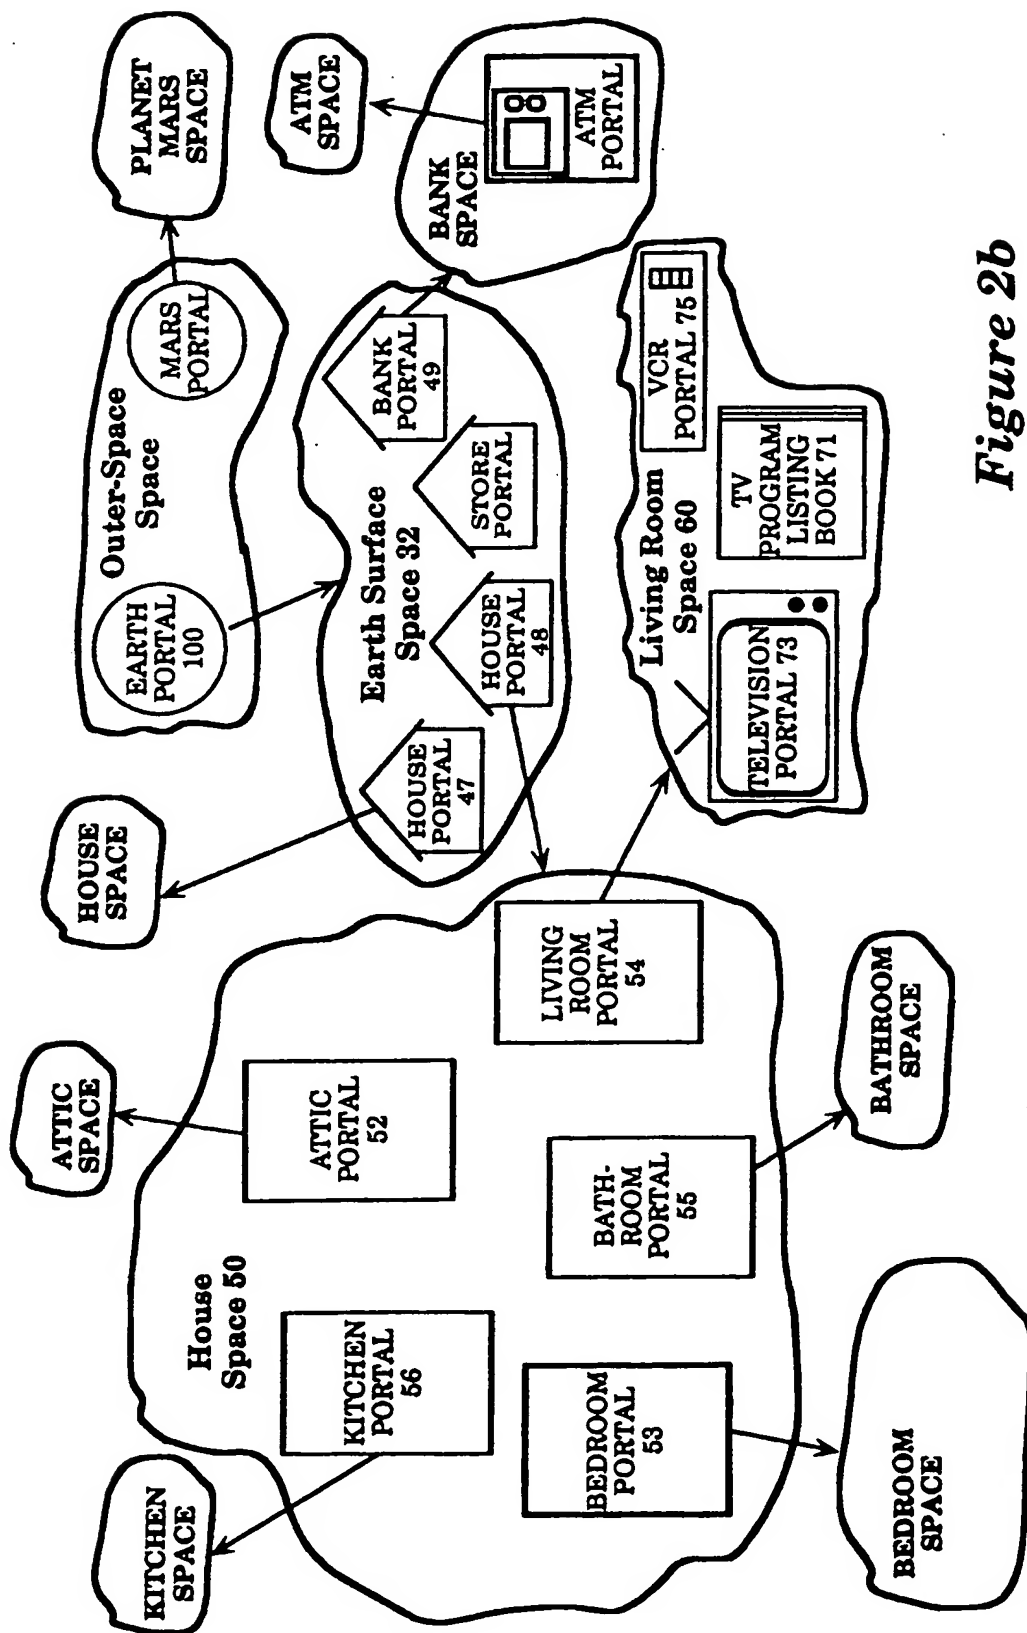 KITCHEN
SPACE
ATTIC
SPACE
HOUSE
SPACE
EARTH
PORTAL
100
Outer-Space
Space
MARS
PORTAL
PLANET
MARS
SPACE
House
Space 50
KITCHEN
PORTAL
56
ATTIC
PORTAL
52
HOUSE
PORTAL
47
Earth Surface
Space 32
HOUSE
PORTAL
48
STORE
PORTAL
BANK
PORTAL
49
ATM
SPACE
BANK
SPACE
ATM
PORTAL
BEDROOM
PORTAL
53
BATH-
ROOM
PORTAL
55
LIVING
ROOM
PORTAL
54
Living Room
Space 60
TELEVISION
PORTAL 73
TV
PROGRAM
LISTING
BOOK 71
VCR
PORTAL 75
BEDROOM
SPACE
BATHROOM
SPACE
Figure 2b